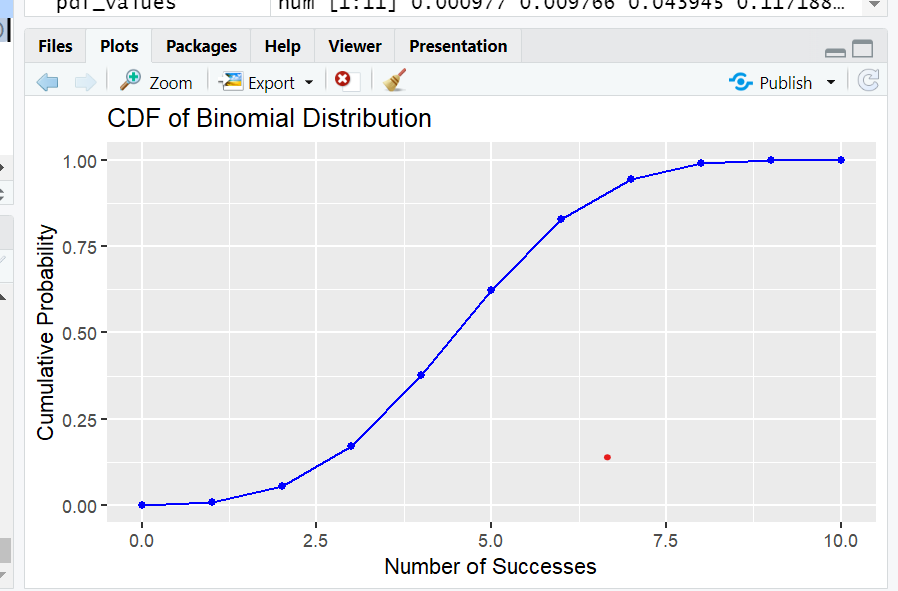 pdf_values num [1:11] 0.000977 0.009766 0.043945 0.117188…
Files Plots Packages Help Viewer Presentation
Zoom Export Publish
CDF of Binomial Distribution
1.00
0.75
0.50
0.25
0.00
Cumulative Probability
0.0 2.5 5.0 7.5 10.0
Number of Successes